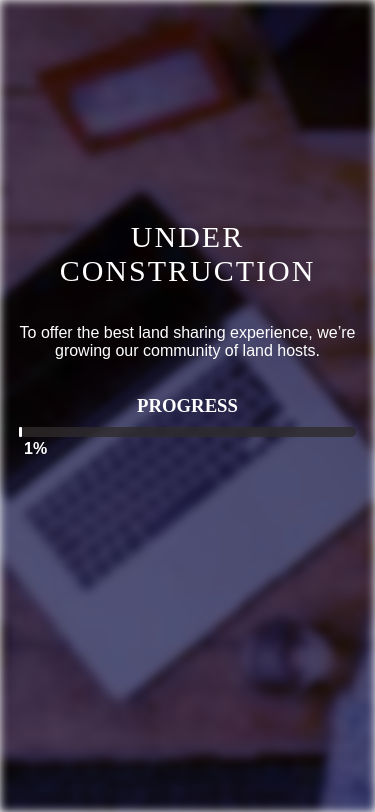 UNDER
CONSTRUCTION
To offer the best land sharing experience, we’re
growing our community of land hosts.
PROGRESS
1%